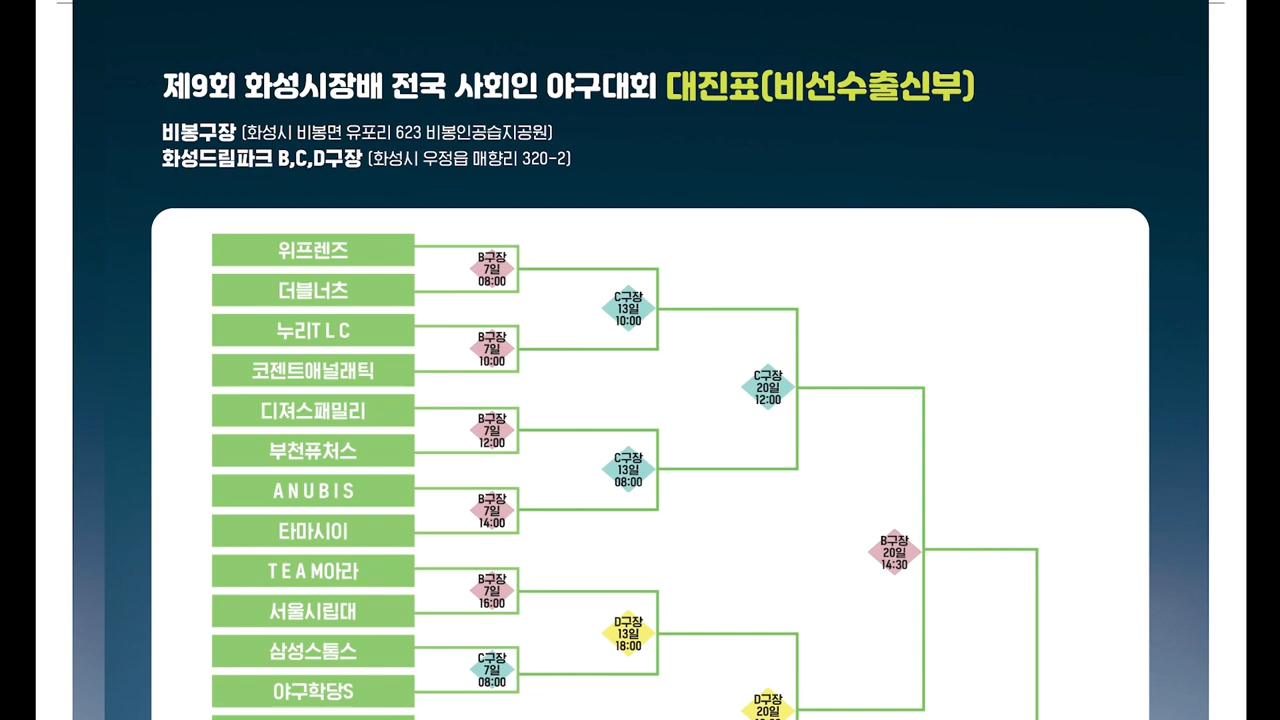 제9회 화성시장배 전국 사회인 야구대회 대진표(비선수출신부)
비봉구장 (화성시 비봉면 유포리 623 비봉인공습지공원)
화성드림파크 B,C,D구장 (화성시 우정읍 매향리 320-2)
위프렌즈
더블너츠
누리TLC
코젠트애널래틱
디져스패밀리
부천퓨처스
ANUBIS
타마시이
TEAM아라
서울시립대
삼성스톰스
야구학당S
B구장
7일
08:00
B구장
7일
10:00
B구장
7일
12:00
B구장
7일
14:00
B구장
7일
16:00
C구장
7일
08:00
C구장
13일
10:00
C구장
13일
08:00
D구장
13일
18:00
C구장
20일
12:00
D구장
20일
B구장
20일
14:30